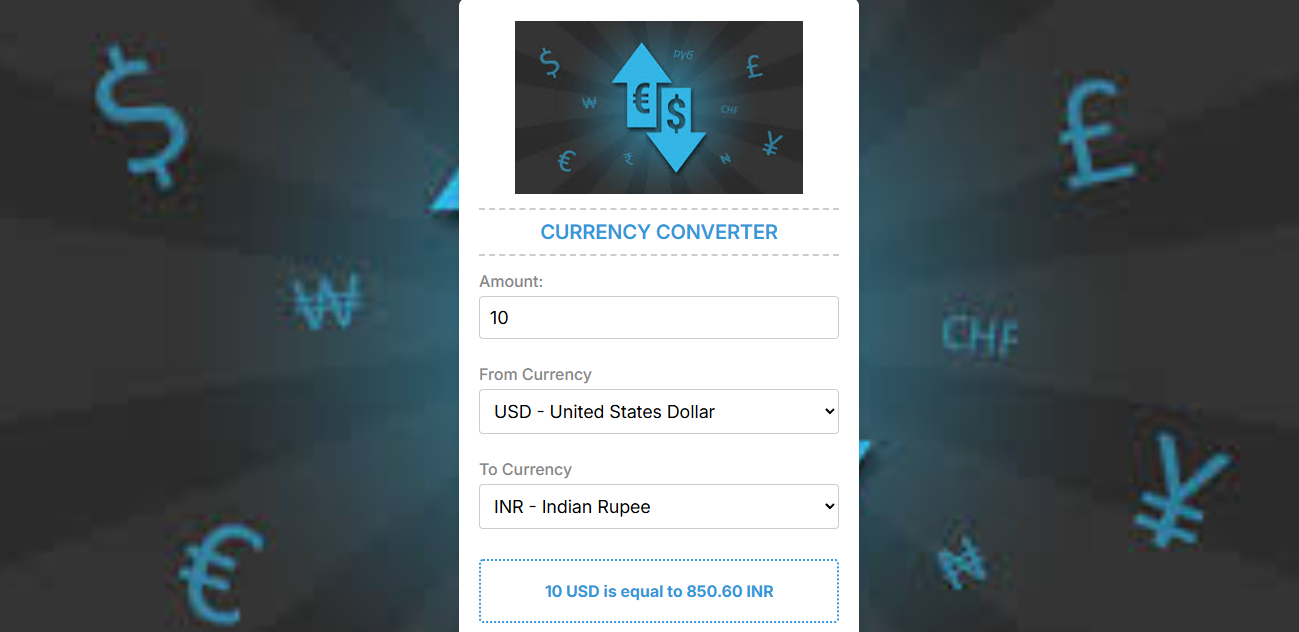 $
£
₩
CHF
¥
€
₦
$
PYG
£
₩
€
$
CHF
¥
€
₹
₦
CURRENCY CONVERTER
Amount:
10
From Currency
USD - United States Dollar
To Currency
INR - Indian Rupee
10 USD is equal to 850.60 INR